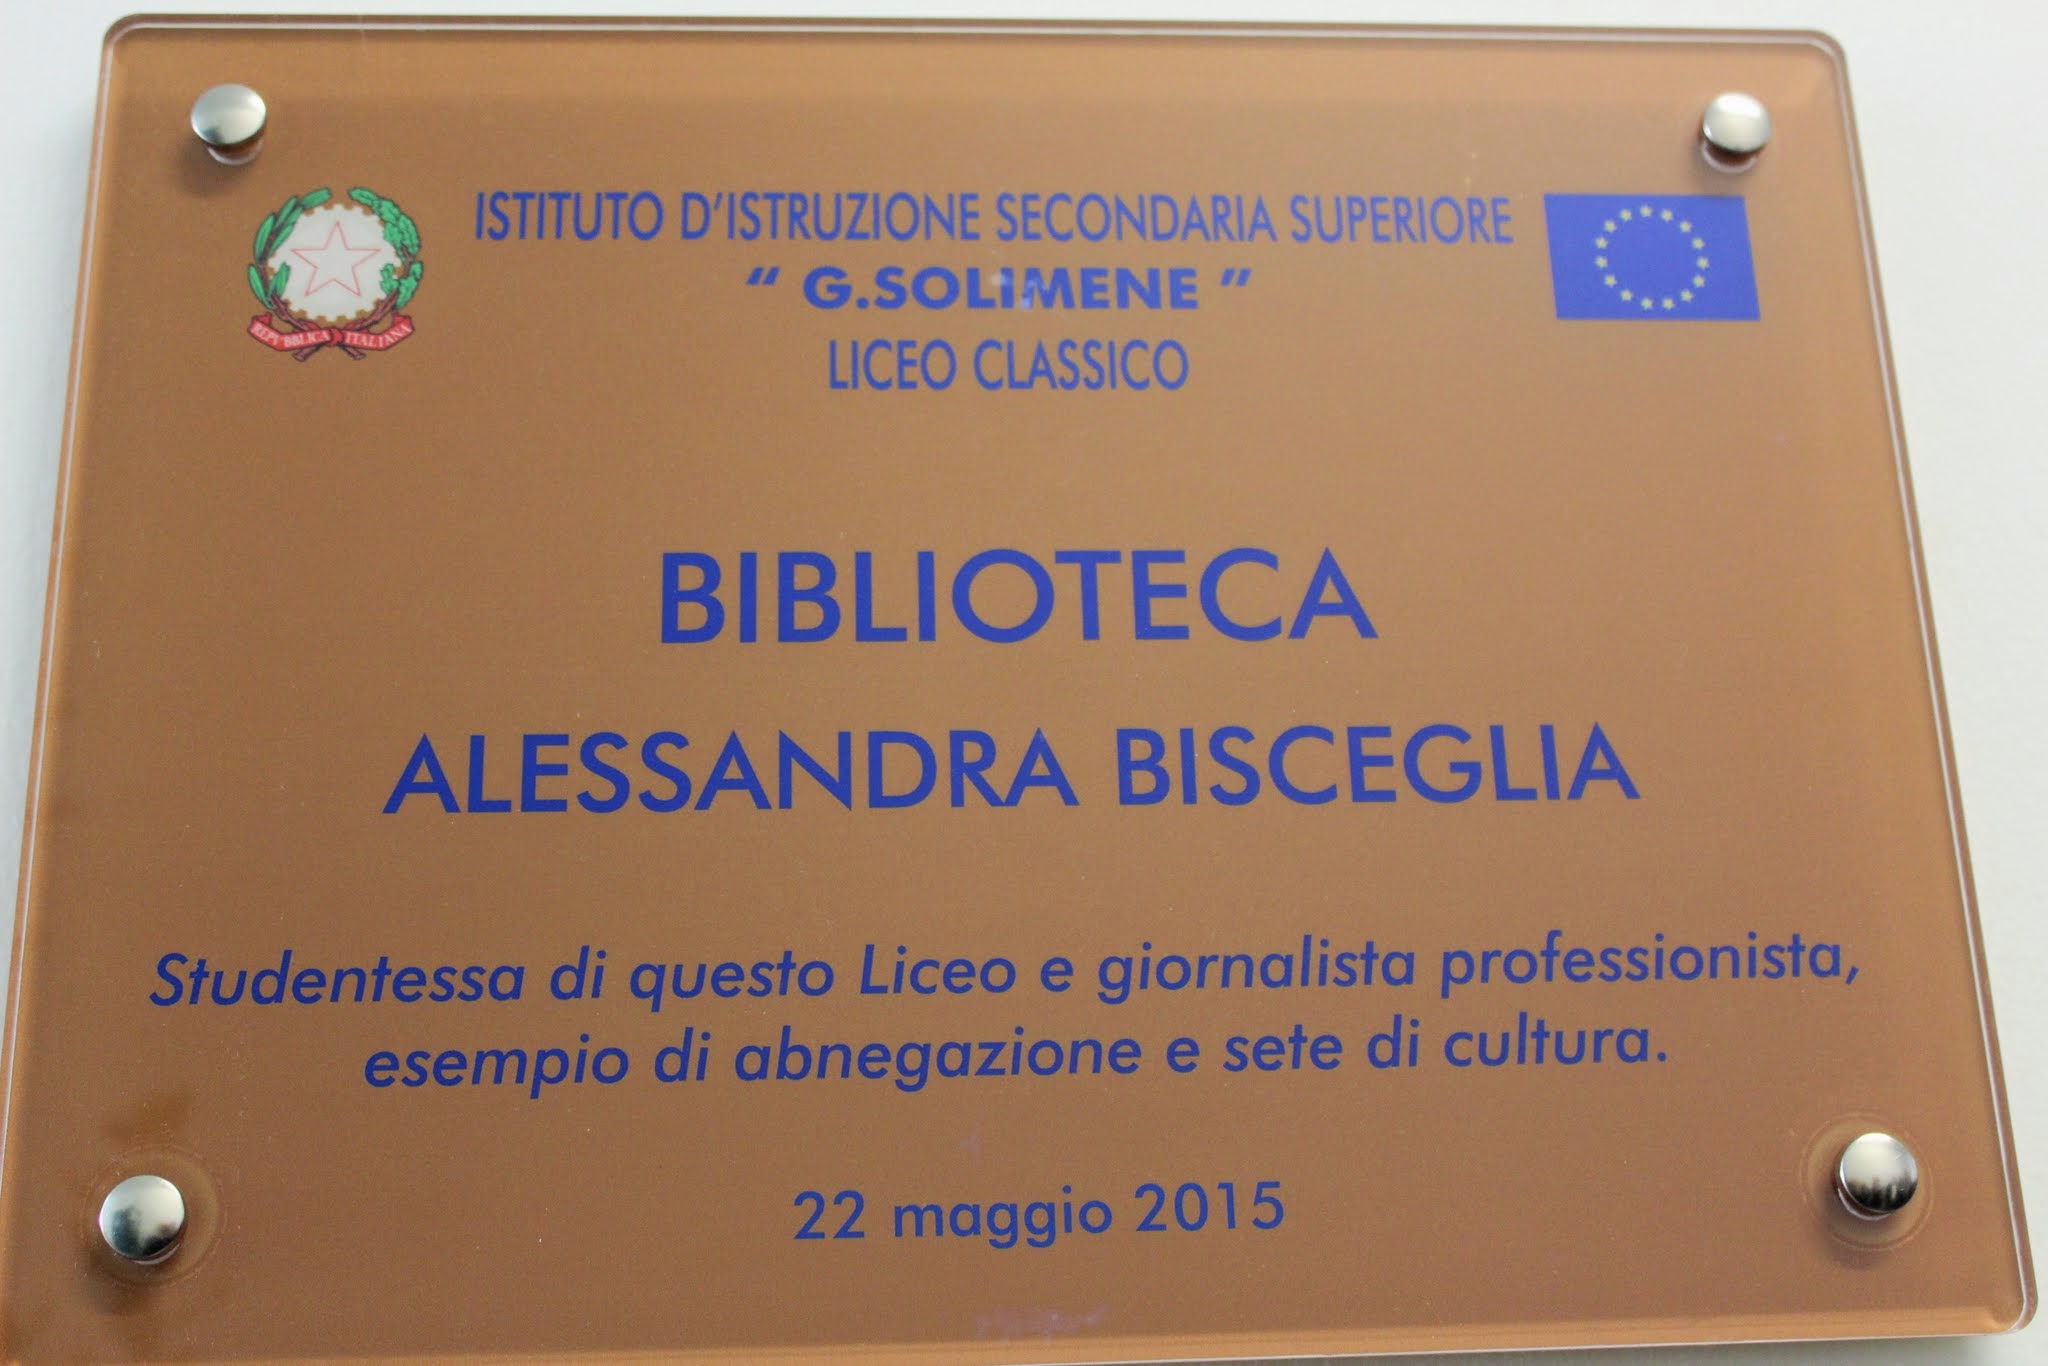 ISTITUTO D'ISTRUZIONE SECONDARIA SUPERIORE
" G.SOLIMENE "
LICEO CLASSICO
REPVBBLICA ITALIANA
BIBLIOTECA
ALESSANDRA BISCEGLIA
Studentessa di questo Liceo e giornalista professionista,
esempio di abnegazione e sete di cultura.
22 maggio 2015